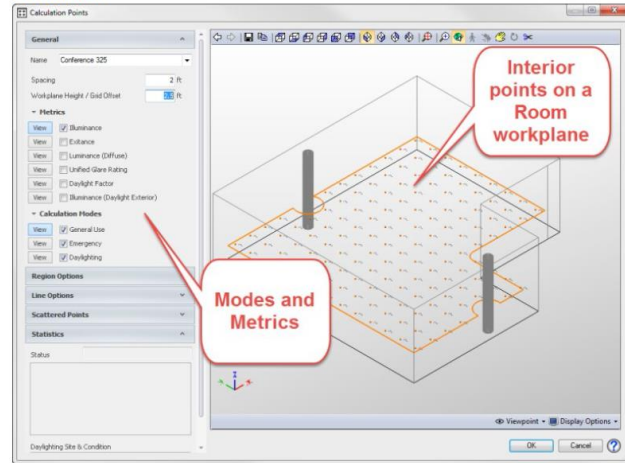 Calculation Points
General
Name Conference 325
Spacing 2 ft
Workplane Height / Grid Offset 2.5 ft
Metrics
View Illuminance
View Exitance
View Luminance (Diffuse)
View Unified Glare Rating
View Daylight Factor
View Illuminance (Daylight Exterior)
Calculation Modes
View General Use
View Emergency
View Daylighting
Region Options
Line Options
Scattered Points
Statistics
Status
Daylighting Site & Condition
Interior
points on a
Room
workplane
Modes and
Metrics
Z
Viewpoint Display Options
OK Cancel